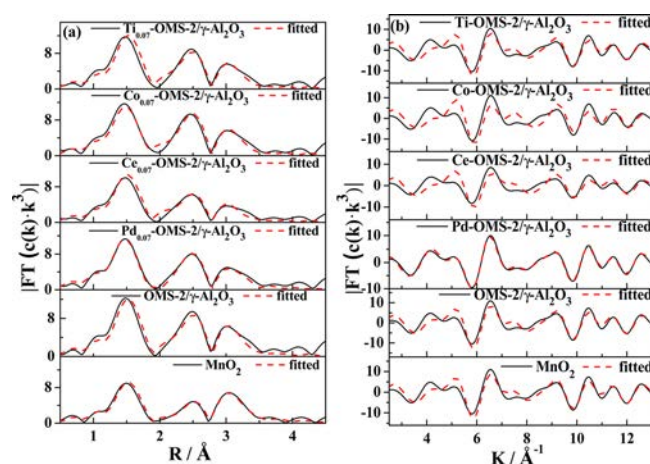 (a)
Ti0.07-OMS-2/γ-Al2O3 fitted
8
0
Co0.07-OMS-2/γ-Al2O3 fitted
8
0
Ce0.07-OMS-2/γ-Al2O3 fitted
8
0
Pd0.07-OMS-2/γ-Al2O3 fitted
8
0
OMS-2/γ-Al2O3 fitted
8
0
MnO2 fitted
8
0
1 2 3 4
|FT (c(k)·k³)|
R / Å
(b)
Ti-OMS-2/γ-Al2O3 fitted
10
0
-10
Co-OMS-2/γ-Al2O3 fitted
10
0
-10
Ce-OMS-2/γ-Al2O3 fitted
10
0
-10
Pd-OMS-2/γ-Al2O3 fitted
0
-10
OMS-2/γ-Al2O3 fitted
10
0
-10
MnO2 fitted
10
0
-10
4 6 8 10 12
|FT (c(k)·k³)|
K / Å-1